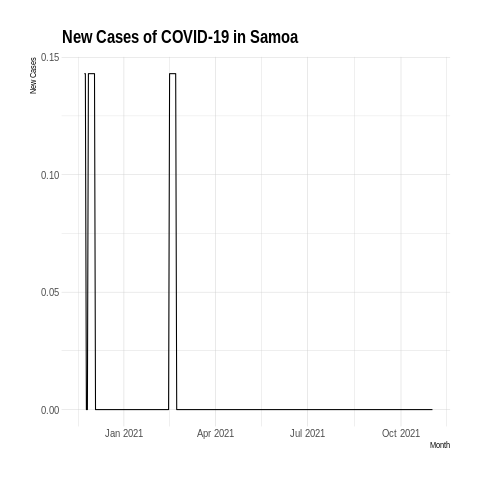 New Cases of COVID-19 in Samoa
New Cases
0.15
0.10
0.05
0.00
Jan 2021 Apr 2021 Jul 2021 Oct 2021
Month